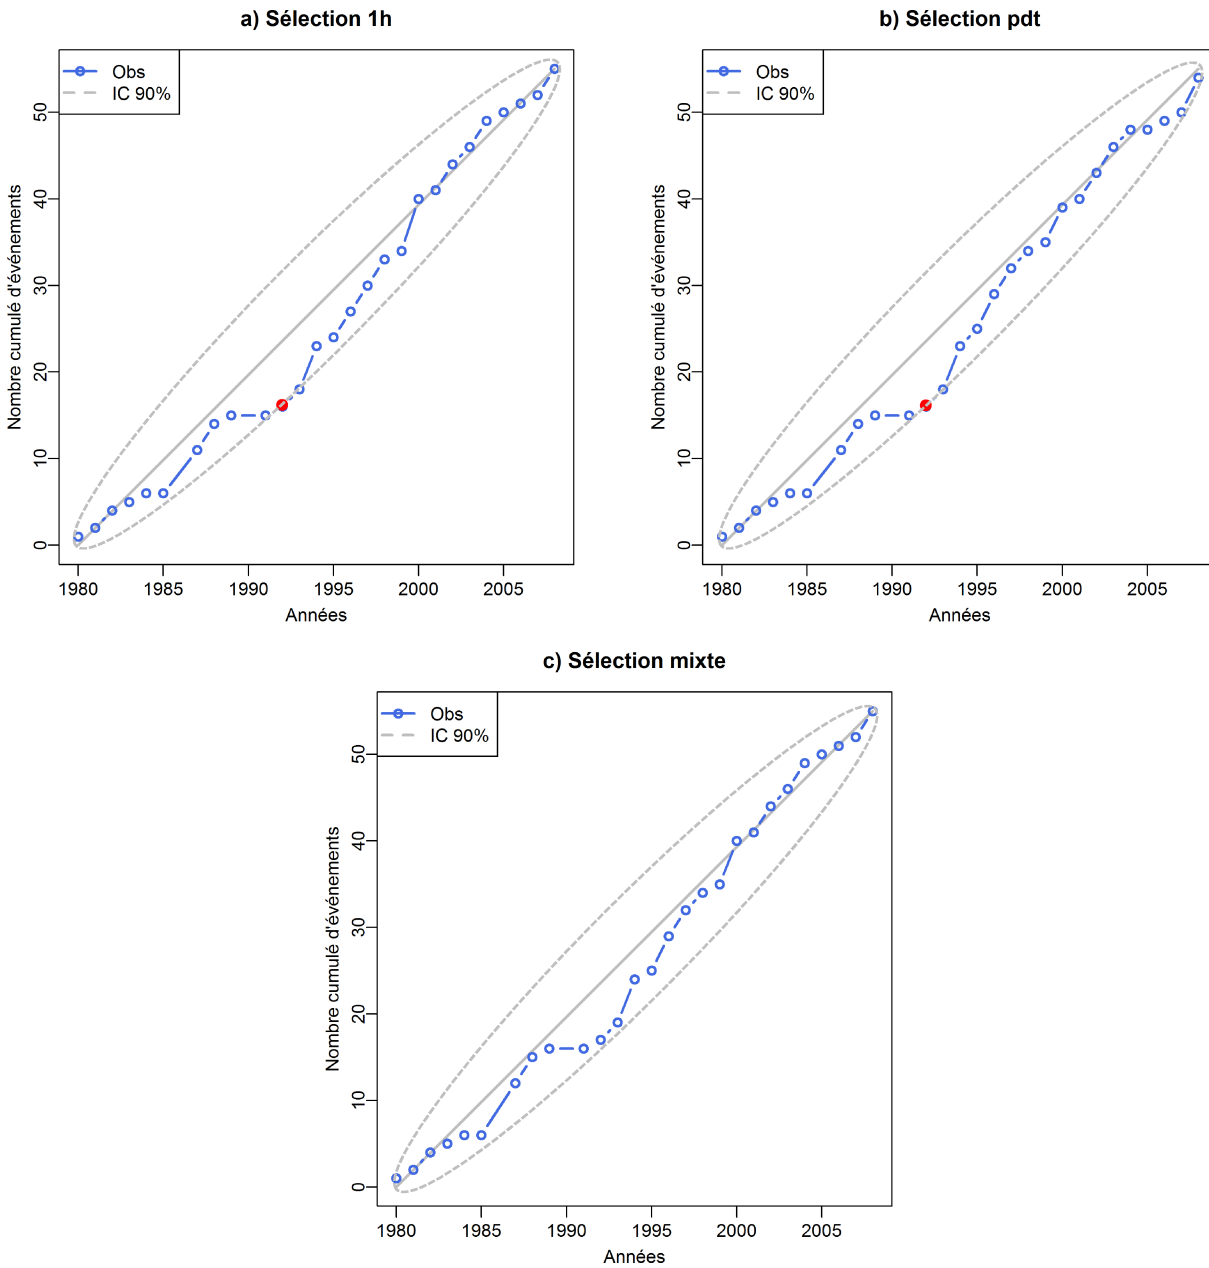 a) Sélection 1h
Obs
IC 90%
Nombre cumulé d'événements
50
40
30
20
10
0
1980 1985 1990 1995 2000 2005
Années
b) Sélection pdt
Obs
IC 90%
Nombre cumulé d'événements
50
40
30
20
10
0
1980 1985 1990 1995 2000 2005
Années
c) Sélection mixte
Obs
IC 90%
Nombre cumulé d'événements
50
40
30
20
10
0
1980 1985 1990 1995 2000 2005
Années